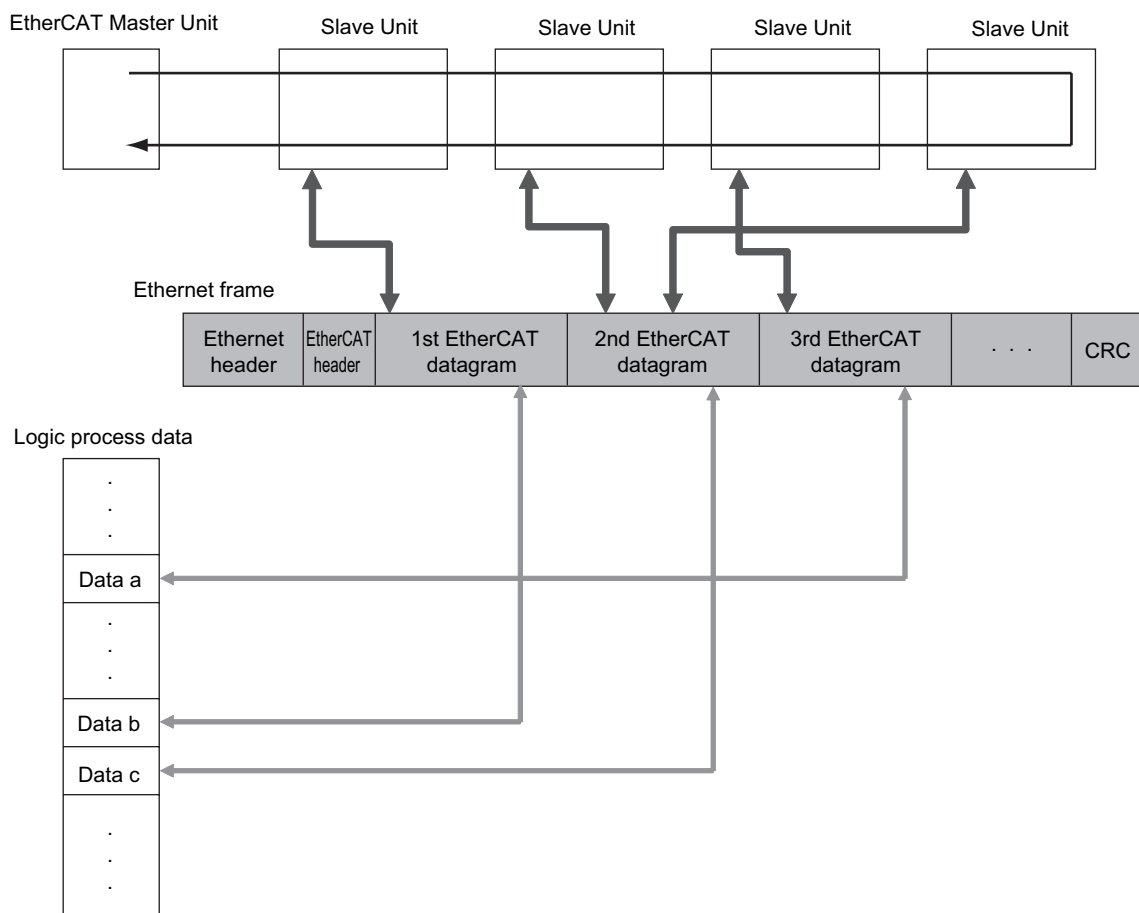 EtherCAT Master Unit
Slave Unit
Slave Unit
Slave Unit
Slave Unit
Ethernet frame
Ethernet
header
EtherCAT
header
1st EtherCAT
datagram
2nd EtherCAT
datagram
3rd EtherCAT
datagram
· · ·
CRC
Logic process data
Data a
Data b
Data c